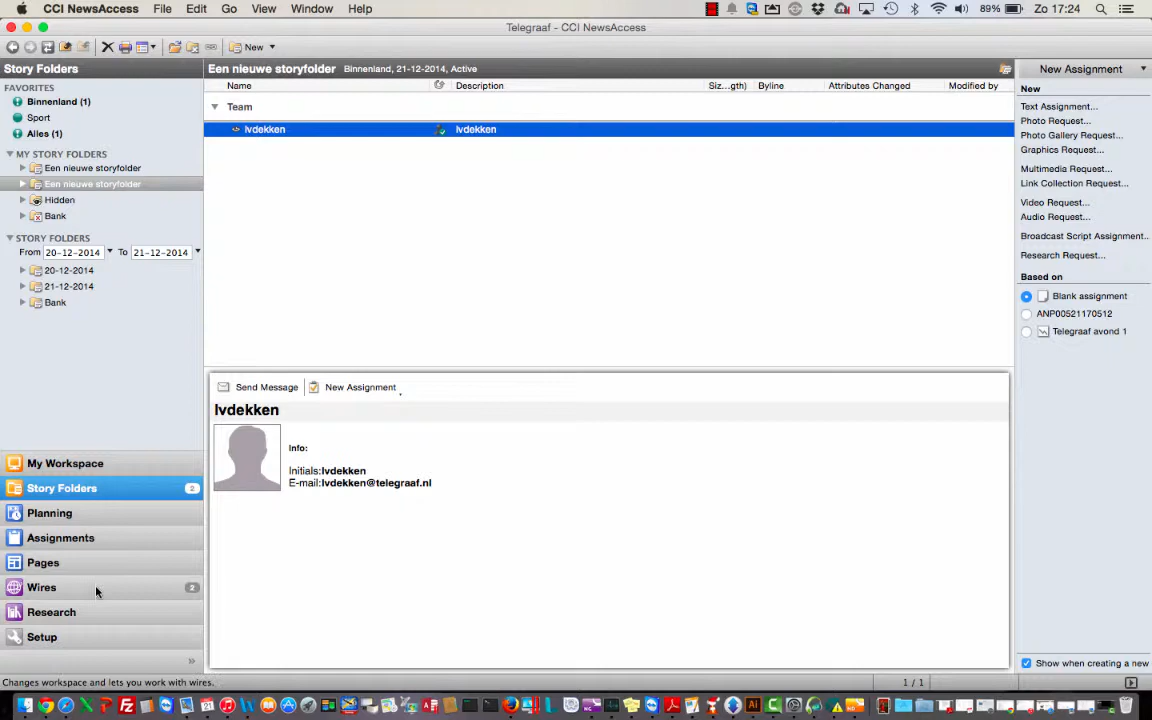 CCI NewsAccess File Edit Go View Window Help 89% Zo 17:24
Telegraaf - CCI NewsAccess
New
Story Folders
FAVORITES
Binnenland (1)
Sport
Alles (1)
MY STORY FOLDERS
Een nieuwe storyfolder
Een nieuwe storyfolder
Hidden
Bank
STORY FOLDERS
From 20-12-2014 To 21-12-2014
20-12-2014
21-12-2014
Bank
My Workspace
Story Folders 2
Planning
Assignments
Pages
Wires 2
Research
Setup
»
Een nieuwe storyfolder Binnenland, 21-12-2014, Active
Name Description Siz...gth) Byline Attributes Changed Modified by
Team
lvdekken lvdekken
Send Message New Assignment
lvdekken
Info:
Initials:lvdekken
E-mail:lvdekken@telegraaf.nl
New Assignment
New
Text Assignment...
Photo Request...
Photo Gallery Request...
Graphics Request...
Multimedia Request...
Link Collection Request...
Video Request...
Audio Request...
Broadcast Script Assignment..
Research Request...
Based on
Blank assignment
ANP00521170512
Telegraaf avond 1
Show when creating a new
Changes workspace and lets you work with wires.
1 / 1